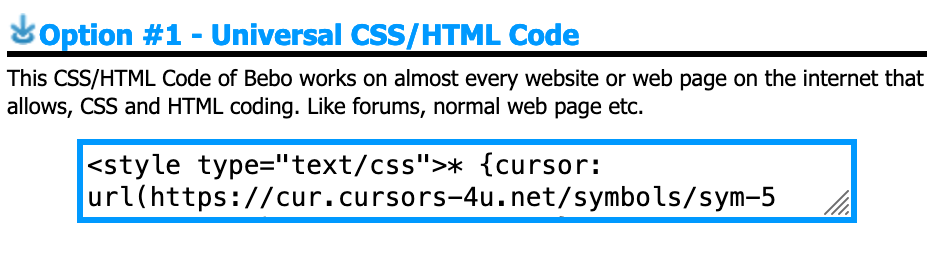 Option #1 - Universal CSS/HTML Code
This CSS/HTML Code of Bebo works on almost every website or web page on the internet that
allows, CSS and HTML coding. Like forums, normal web page etc.
<style type="text/css">* {cursor:
url(https://cur.cursors-4u.net/symbols/sym-5